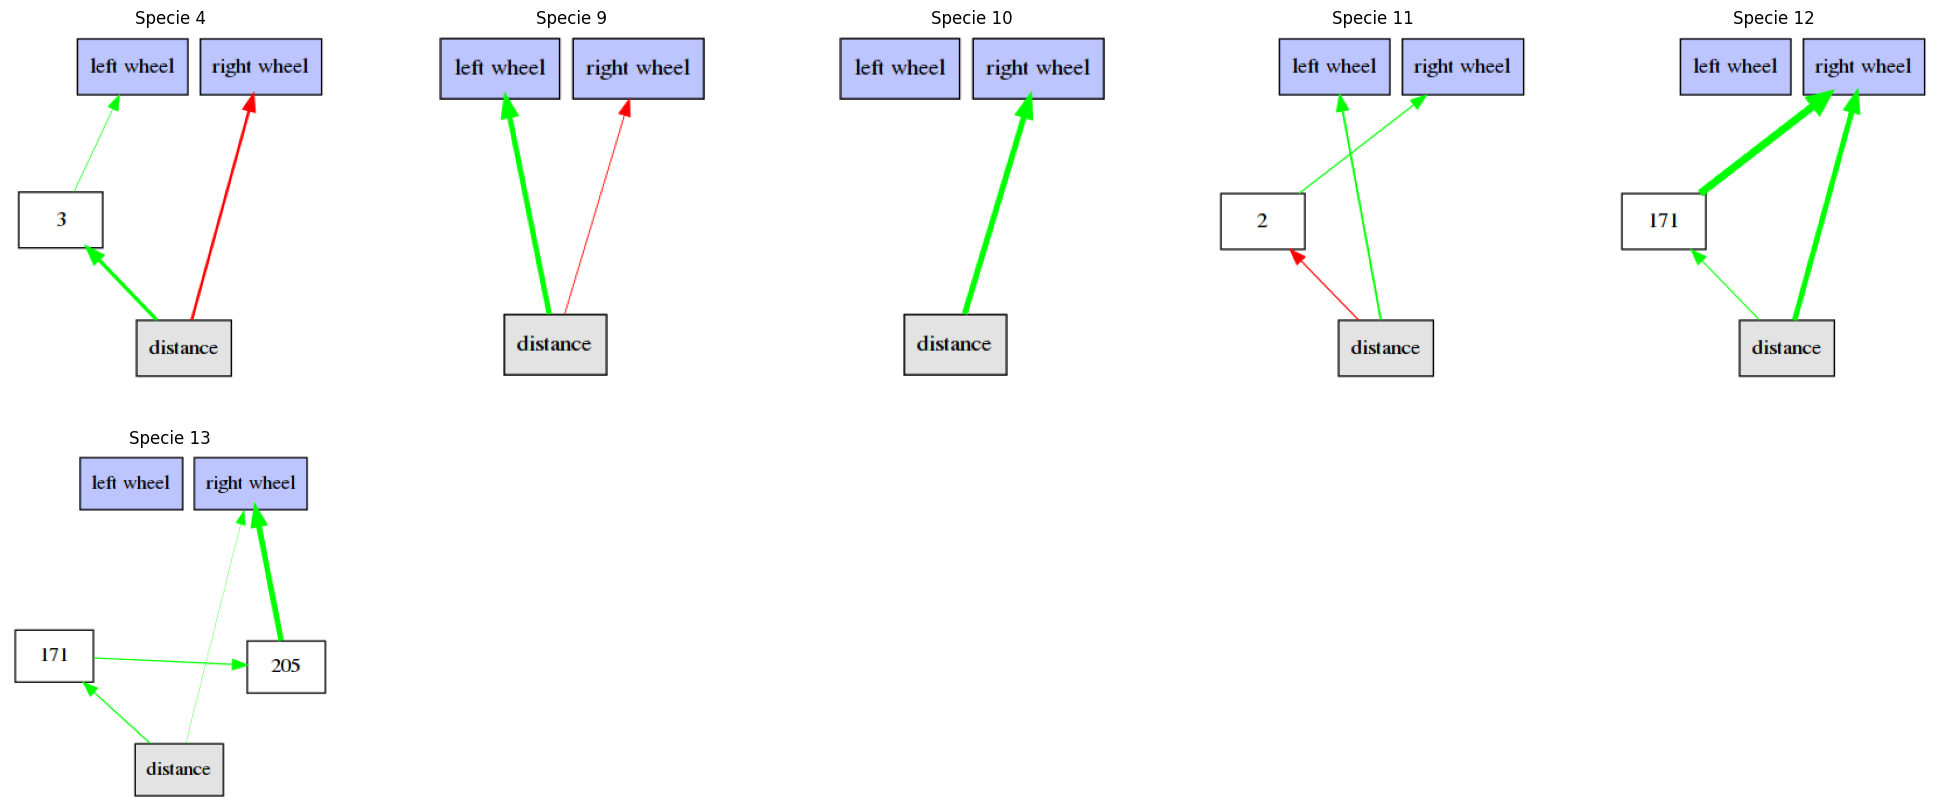 Specie 4
left wheel
right wheel
3
distance
Specie 9
left wheel
right wheel
distance
Specie 10
left wheel
right wheel
distance
Specie 11
left wheel
right wheel
2
distance
Specie 12
left wheel
right wheel
171
distance
Specie 13
left wheel
right wheel
171
205
distance